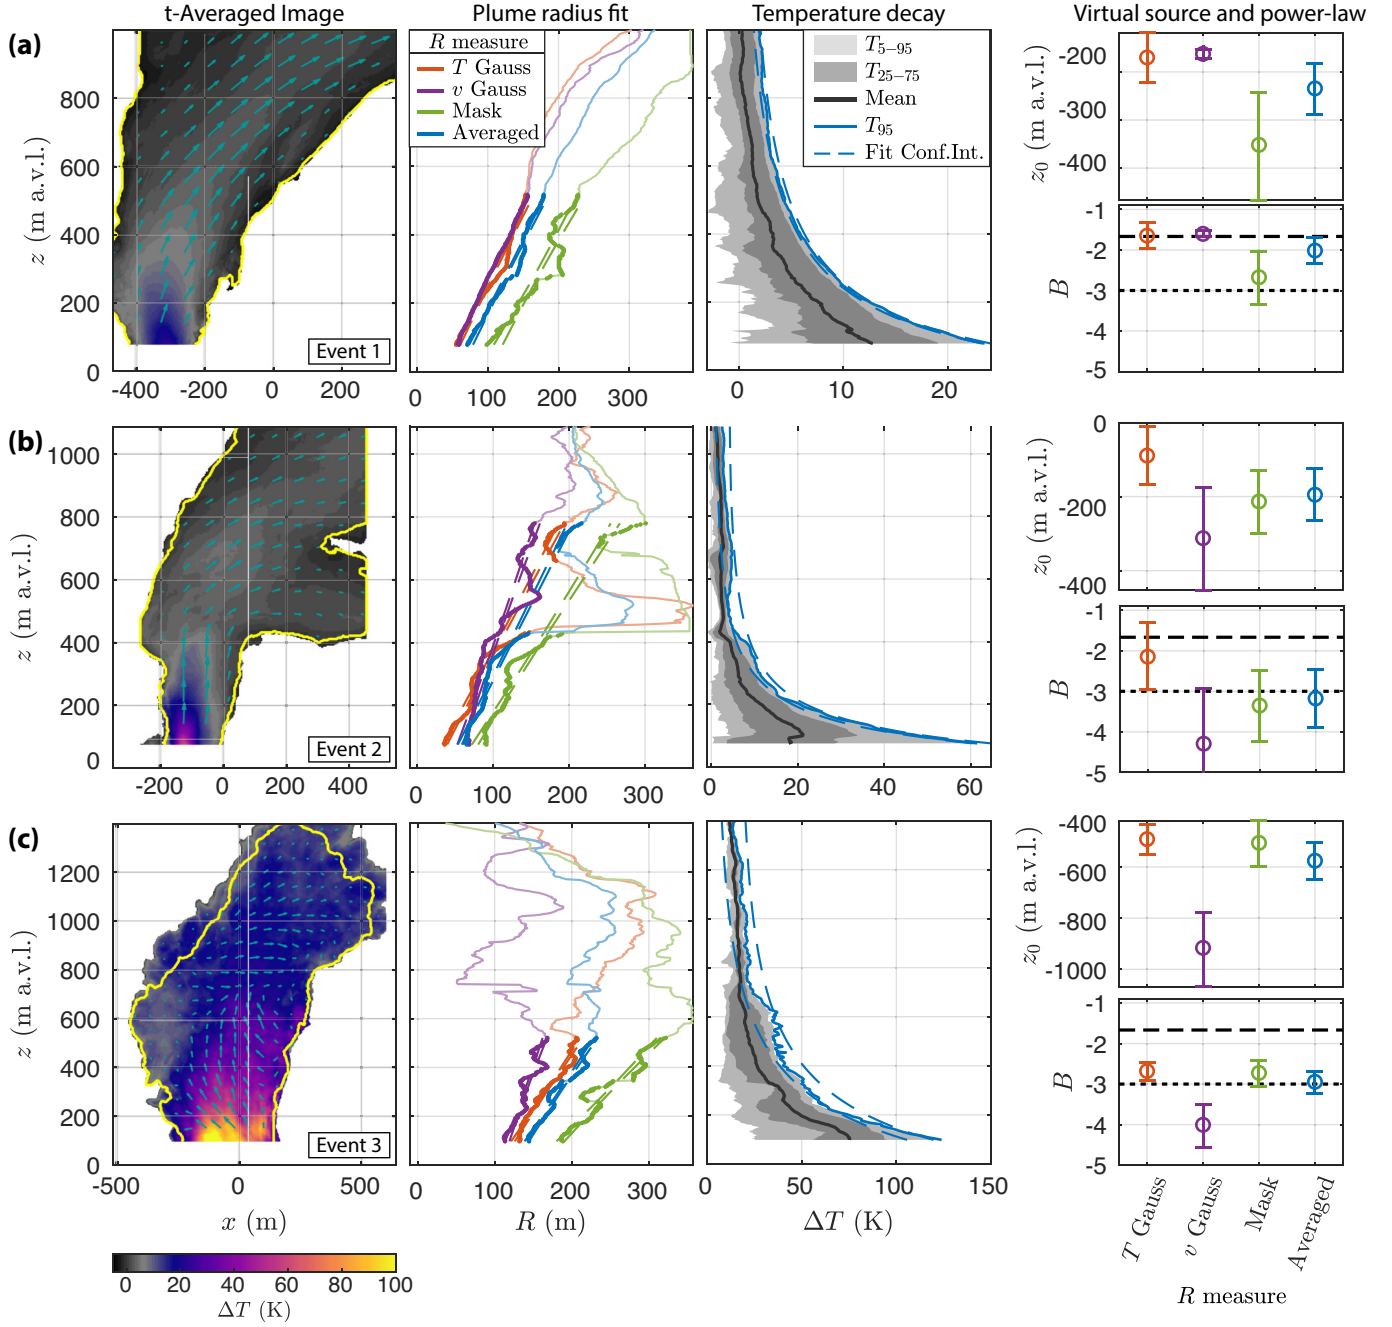 t-Averaged Image
Plume radius fit
Temperature decay
Virtual source and power-law
(a)
z (m a.v.l.)
800
600
400
200
0
-400
-200
0
200
Event 1
R measure
T Gauss
v Gauss
Mask
Averaged
0
100
200
300
T5−95
T25−75
Mean
T95
Fit Conf.Int.
0
10
20
z0 (m a.v.l.)
-200
-300
-400
B
-1
-2
-3
-4
-5
(b)
z (m a.v.l.)
1000
800
600
400
200
0
-200
0
200
400
Event 2
0
100
200
300
0
20
40
60
z0 (m a.v.l.)
0
-200
-400
B
-1
-2
-3
-4
-5
(c)
z (m a.v.l.)
1200
1000
800
600
400
200
0
-500
0
500
Event 3
x (m)
0
100
200
300
R (m)
0
50
100
150
ΔT (K)
z0 (m a.v.l.)
-400
-600
-800
-1000
B
-1
-2
-3
-4
-5
T Gauss
v Gauss
Mask
Averaged
R measure
0
20
40
60
80
100
ΔT (K)